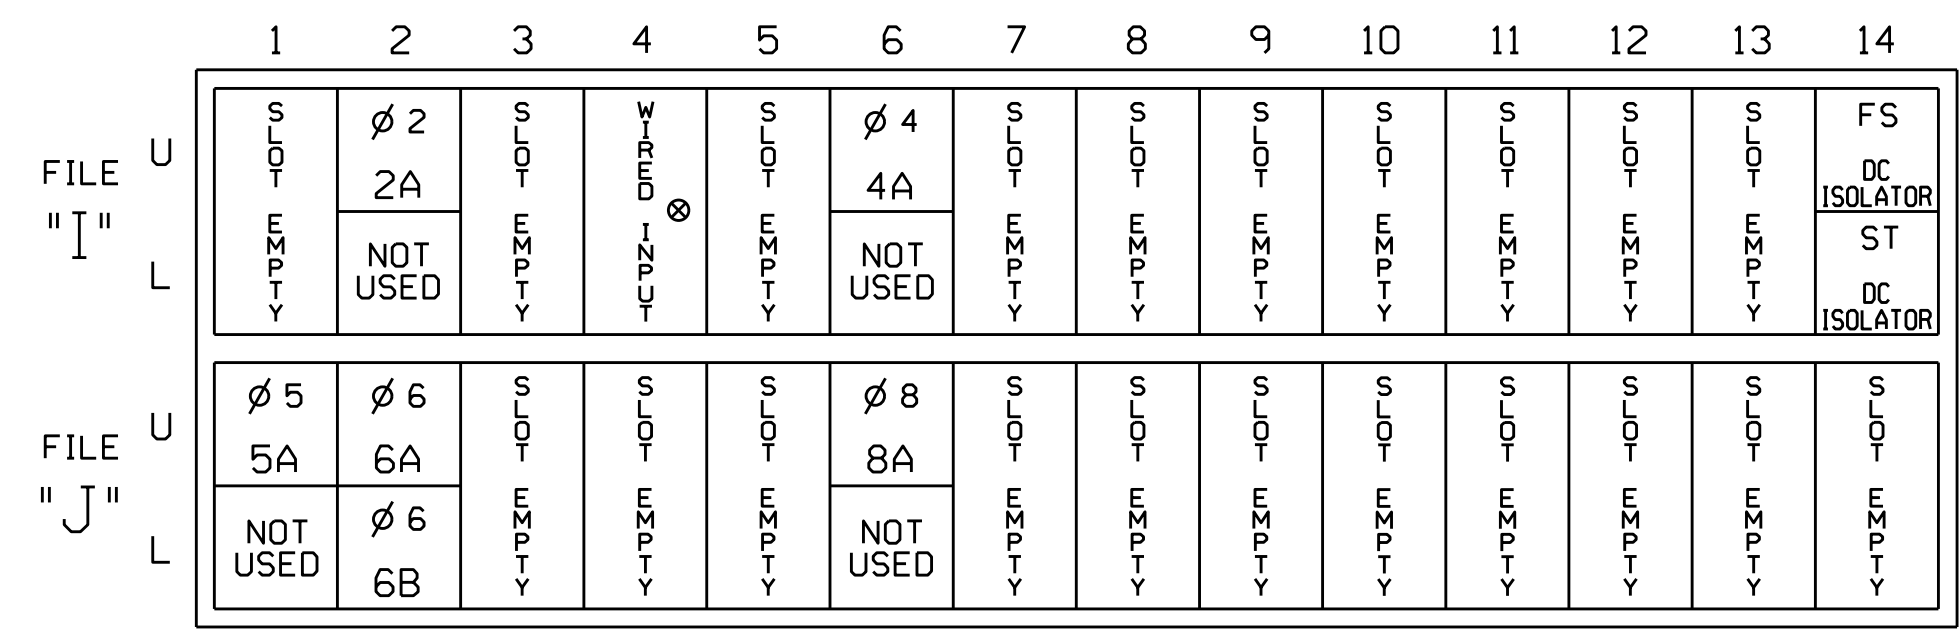 1 2 3 4 5 6 7 8 9 10 11 12 13 14
FILE
"I"
U
L
SLOT EMPTY
Ø 2
2A
NOT
USED
SLOT EMPTY
WIRED INPUT
SLOT EMPTY
Ø 4
4A
NOT
USED
SLOT EMPTY
SLOT EMPTY
SLOT EMPTY
SLOT EMPTY
SLOT EMPTY
SLOT EMPTY
SLOT EMPTY
FS
DC
ISOLATOR
ST
DC
ISOLATOR
FILE
"J"
U
L
Ø 5
5A
NOT
USED
Ø 6
6A
Ø 6
6B
SLOT EMPTY
SLOT EMPTY
SLOT EMPTY
Ø 8
8A
NOT
USED
SLOT EMPTY
SLOT EMPTY
SLOT EMPTY
SLOT EMPTY
SLOT EMPTY
SLOT EMPTY
SLOT EMPTY
SLOT EMPTY